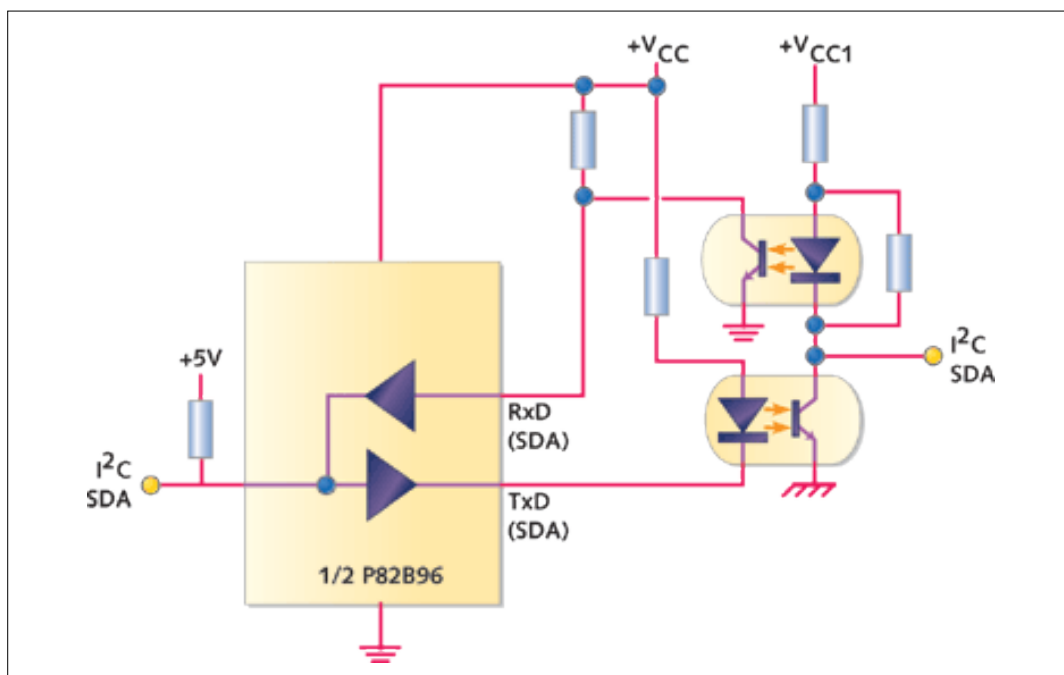 +VCC
+VCC1
+5V
I²C
SDA
RxD
(SDA)
TxD
(SDA)
I²C
SDA
1/2 P82B96